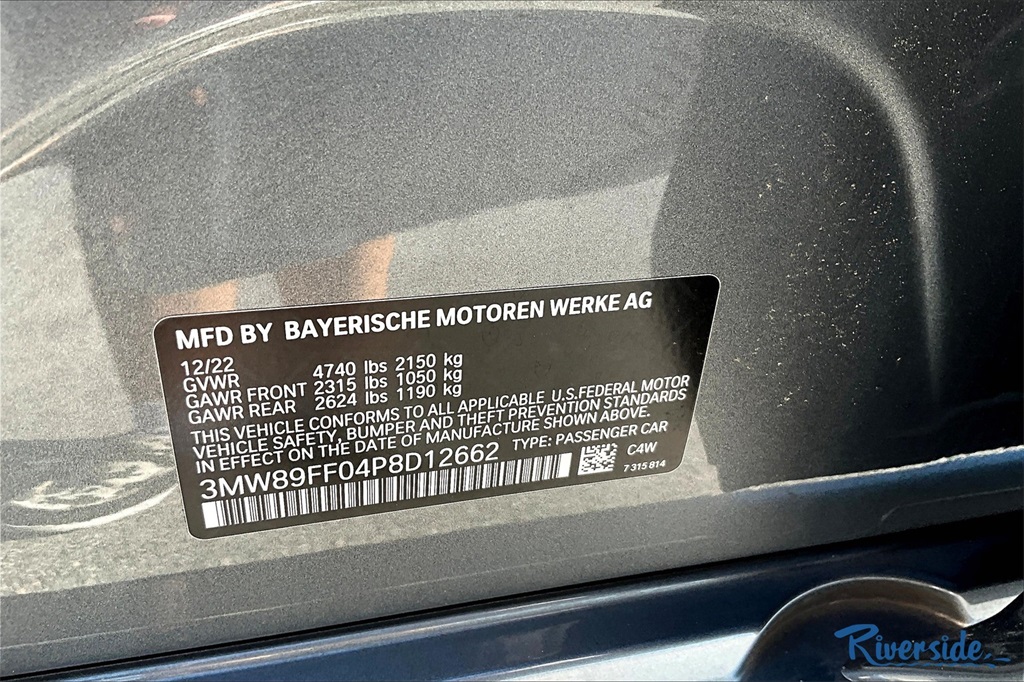 MFD BY BAYERISCHE MOTOREN WERKE AG
12/22
GVWR 4740 lbs 2150 kg
GAWR FRONT 2315 lbs 1050 kg
GAWR REAR 2624 lbs 1190 kg
THIS VEHICLE CONFORMS TO ALL APPLICABLE U.S.FEDERAL MOTOR
VEHICLE SAFETY, BUMPER AND THEFT PREVENTION STANDARDS
IN EFFECT ON THE DATE OF MANUFACTURE SHOWN ABOVE.
3MW89FF04P8D12662 TYPE: PASSENGER CAR
C4W
7 315 814
Riverside